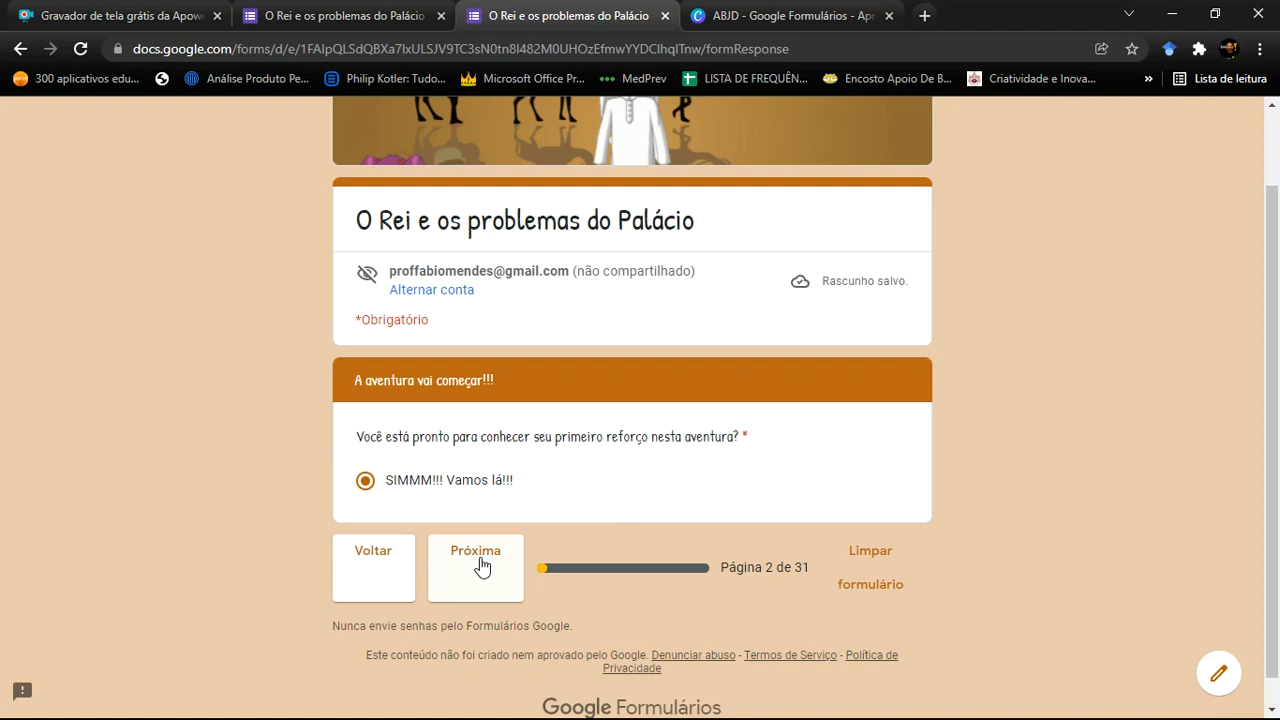 Gravador de tela grátis da Apowe
O Rei e os problemas do Palácio
O Rei e os problemas do Palácio
ABJD - Google Formulários - Apr
docs.google.com/forms/d/e/1FAIpQLSdQBXa7lxULSJV9TC3sN0tn8I482M0UHOzEfmwYYDClhqITnw/formResponse
300 aplicativos edu...
Análise Produto Pe...
Philip Kotler: Tudo...
Microsoft Office Pr...
MedPrev
LISTA DE FREQUÊN...
Encosto Apoio De B...
Criatividade e Inova...
»
Lista de leitura
O Rei e os problemas do Palácio
proffabiomendes@gmail.com (não compartilhado)
Alternar conta
Rascunho salvo.
*Obrigatório
A aventura vai começar!!!
Você está pronto para conhecer seu primeiro reforço nesta aventura? *
SIMMM!!! Vamos lá!!!
Voltar
Próxima
Página 2 de 31
Limpar
formulário
Nunca envie senhas pelo Formulários Google.
Este conteúdo não foi criado nem aprovado pelo Google. Denunciar abuso - Termos de Serviço - Política de
Privacidade
Google Formulários